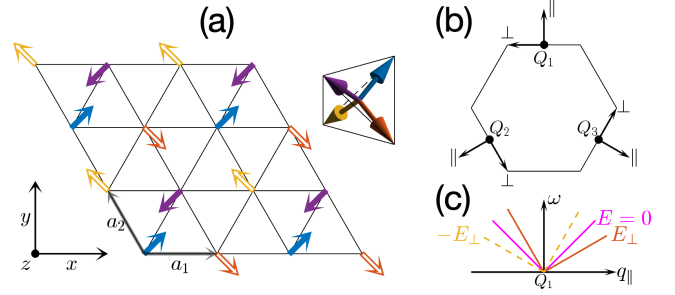 (a)
a₂
a₁
y
z
x
(b)
∥
⊥
Q₁
⊥
Q₂
Q₃
∥
∥
⊥
(c)
ω
E = 0
−E⊥
E⊥
Q₁
q∥